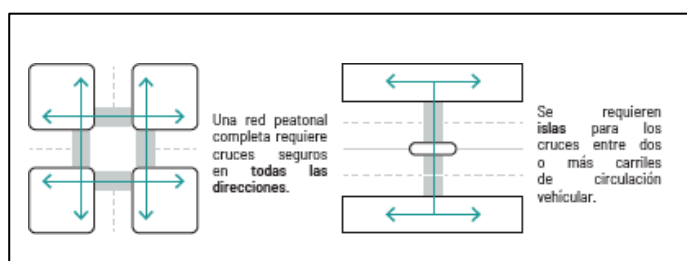 Una red peatonal
completa requiere
cruces seguros
en todas las
direcciones.
Se requieren
islas para los
cruces entre dos
o más carriles
de circulación
vehícular.